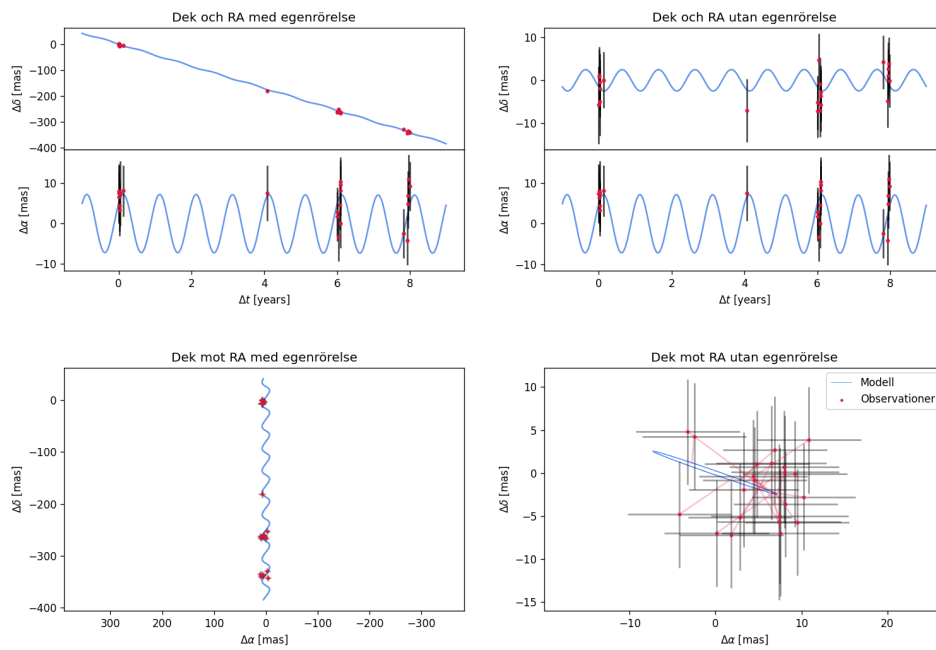 Dek och RA med egenrörelse
Δδ [mas]
0
−100
−200
−300
−400
Δα [mas]
10
0
−10
0
2
4
6
8
Δt [years]
Dek och RA utan egenrörelse
Δδ [mas]
10
0
−10
Δα [mas]
10
0
−10
0
2
4
6
8
Δt [years]
Dek mot RA med egenrörelse
Δδ [mas]
0
−100
−200
−300
−400
300
200
100
0
−100
−200
−300
Δα [mas]
Dek mot RA utan egenrörelse
Modell
Observationer
Δδ [mas]
10
5
0
−5
−10
−15
−10
0
10
20
Δα [mas]